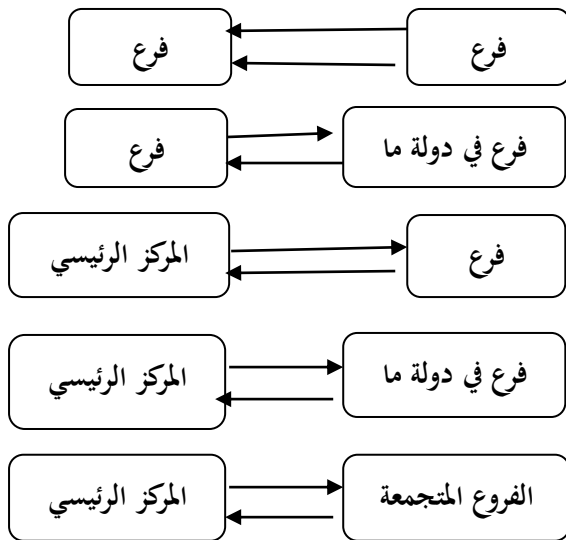 فرع
فرع
فرع في دولة ما
فرع
فرع
المركز الرئيسي
فرع في دولة ما
المركز الرئيسي
الفروع المتجمعة
المركز الرئيسي